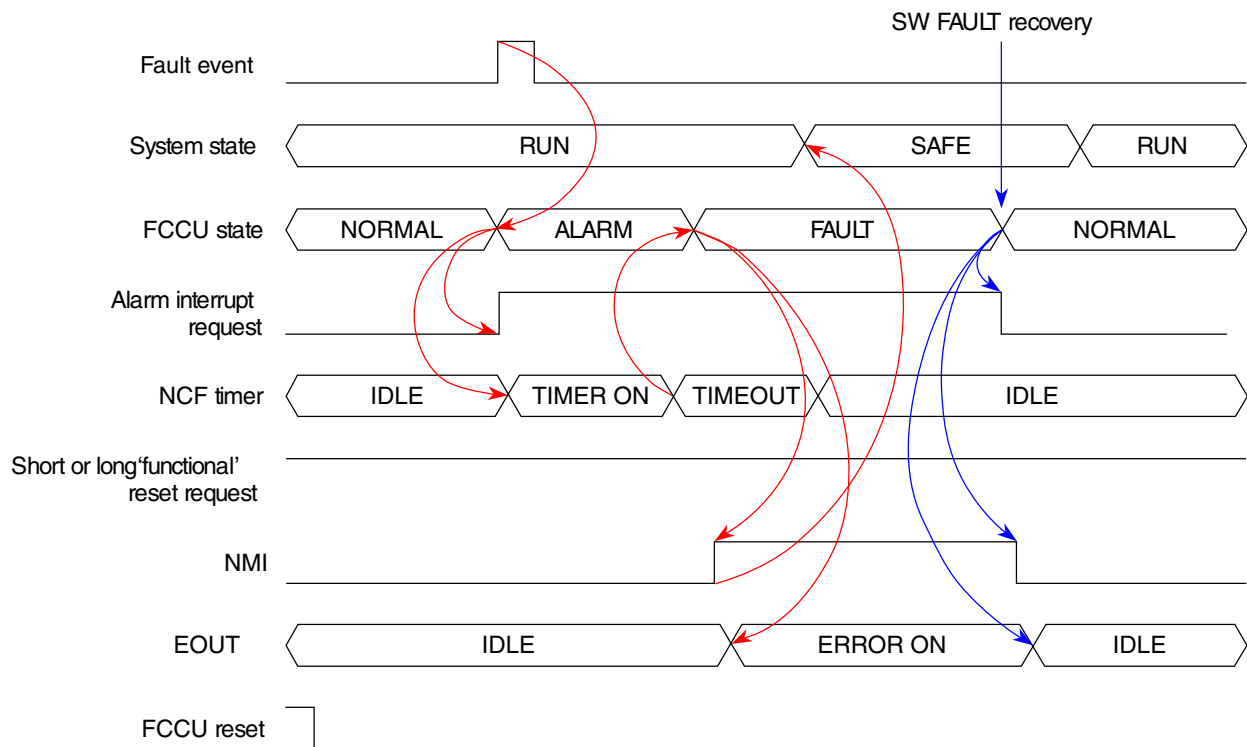 SW FAULT recovery
Fault event
System state
RUN
SAFE
RUN
FCCU state
NORMAL
ALARM
FAULT
NORMAL
Alarm interrupt
request
NCF timer
IDLE
TIMER ON
TIMEOUT
IDLE
Short or long‘functional’
reset request
NMI
EOUT
IDLE
ERROR ON
IDLE
FCCU reset